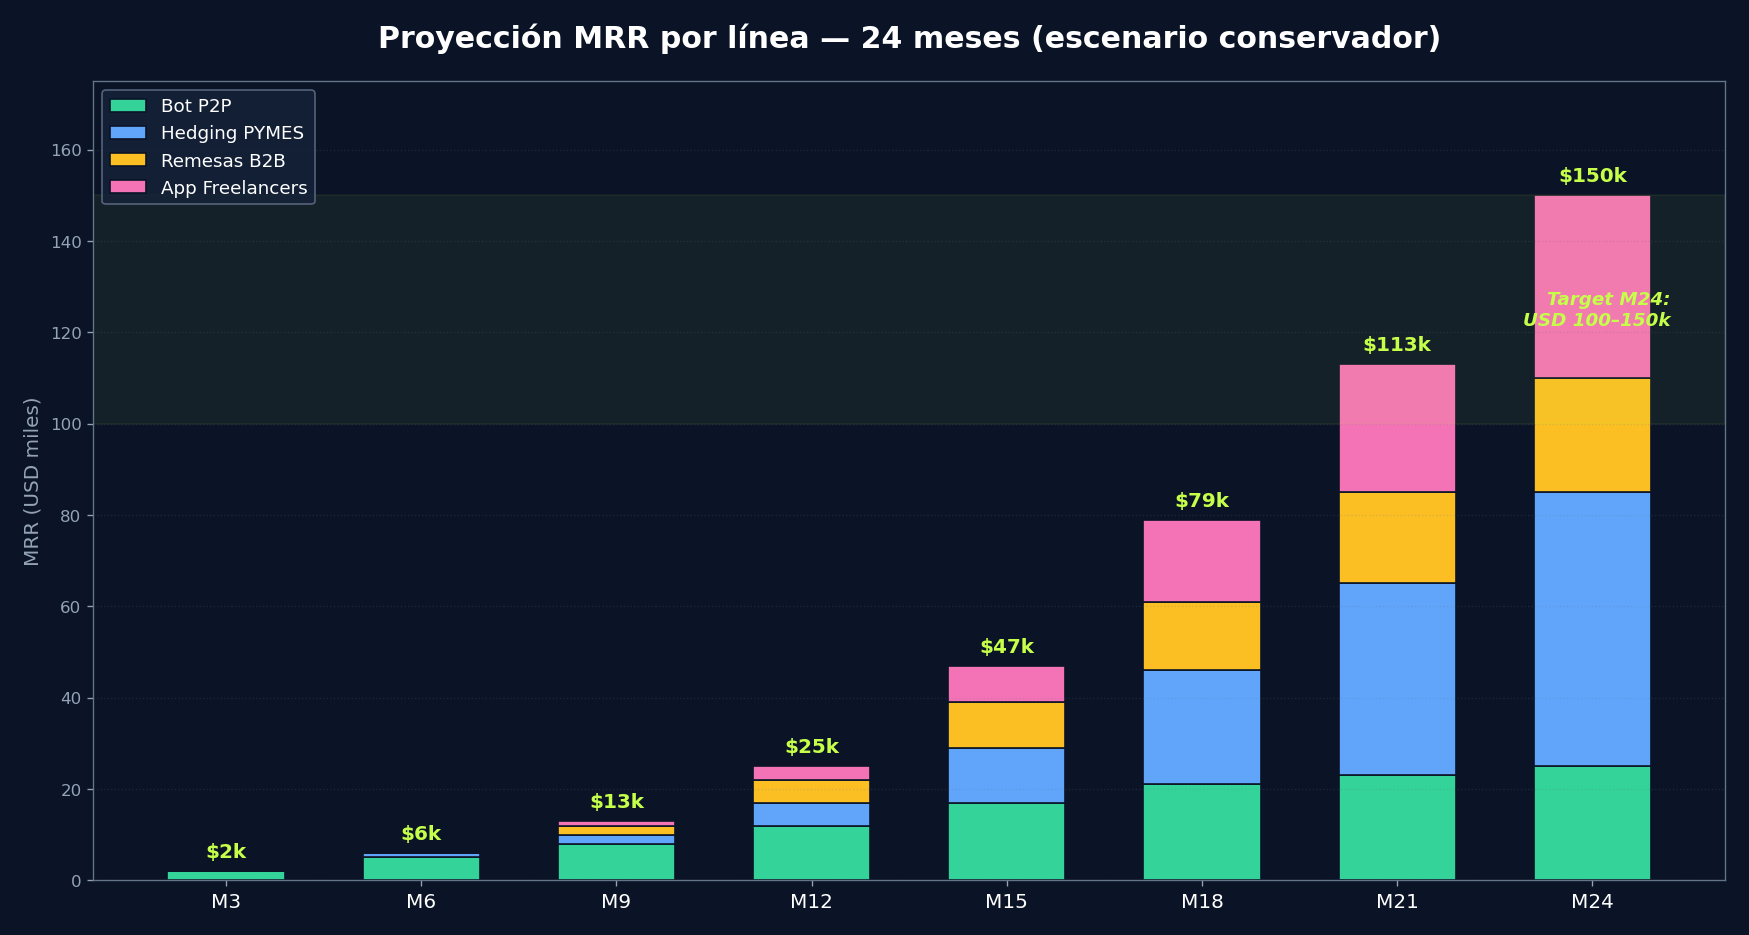 Proyección MRR por línea — 24 meses (escenario conservador)
Bot P2P
Hedging PYMES
Remesas B2B
App Freelancers
MRR (USD miles)
160
140
120
100
80
60
40
20
0
$2k
$6k
$13k
$25k
$47k
$79k
$113k
$150k
Target M24:
USD 100–150k
M3
M6
M9
M12
M15
M18
M21
M24